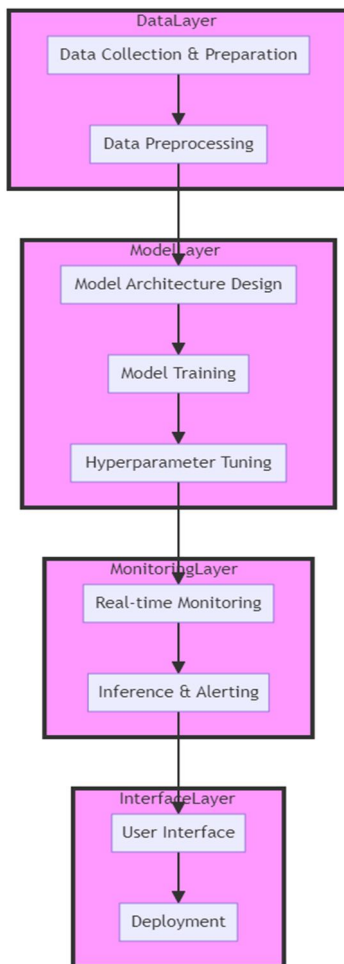 DataLayer
Data Collection & Preparation
Data Preprocessing
ModelLayer
Model Architecture Design
Model Training
Hyperparameter Tuning
MonitoringLayer
Real-time Monitoring
Inference & Alerting
InterfaceLayer
User Interface
Deployment